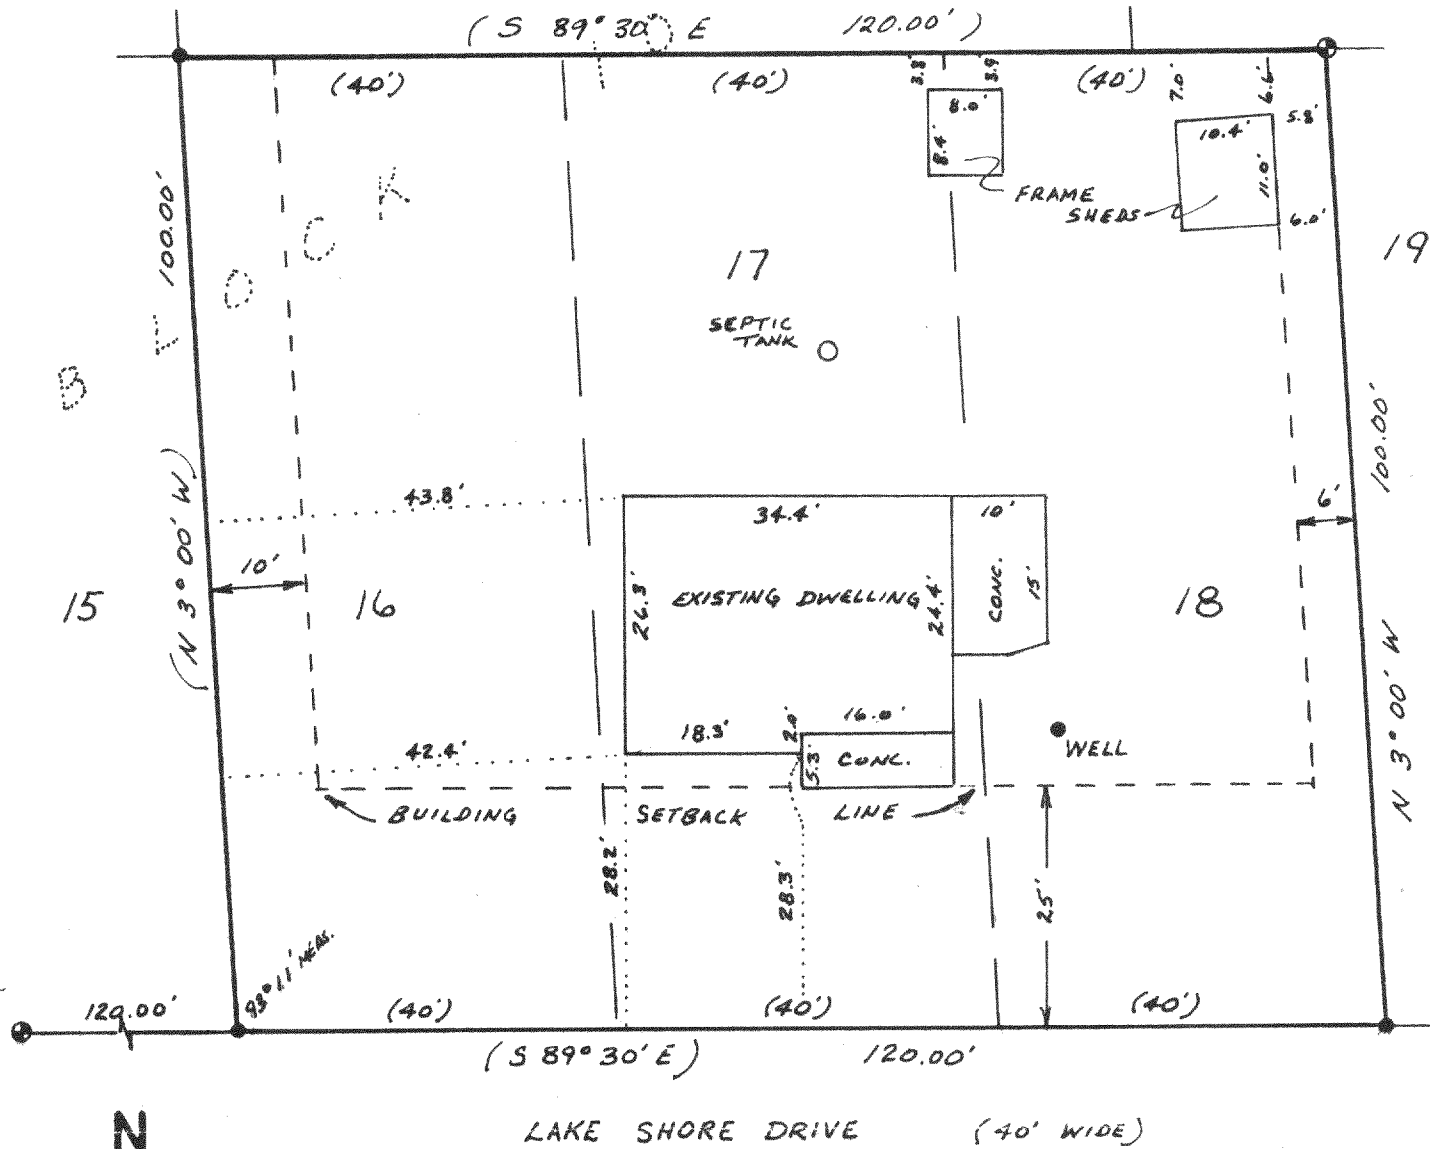 (S 89° 30' E 120.00')
(40') (40') (40')
3.8' 3.9' 7.0' 6.6'
8.0'
8.4'
10.4'
11.0'
5.8'
6.0'
FRAME
SHEDS
BLOCK
100.00'
(N 3° 00' W)
17
19
SEPTIC
TANK
100.00'
N 3° 00' W
43.8'
34.4'
10'
6'
10'
15
16
26.3'
EXISTING DWELLING
24.4'
CONC.
15'
18
18.3'
2.0'
16.0'
42.4'
5.3'
CONC.
WELL
BUILDING SETBACK LINE
28.2'
28.3'
25'
93° 11' MEAS.
120.00'
(40') (40') (40')
(S 89° 30' E) 120.00'
N
LAKE SHORE DRIVE (40' WIDE)